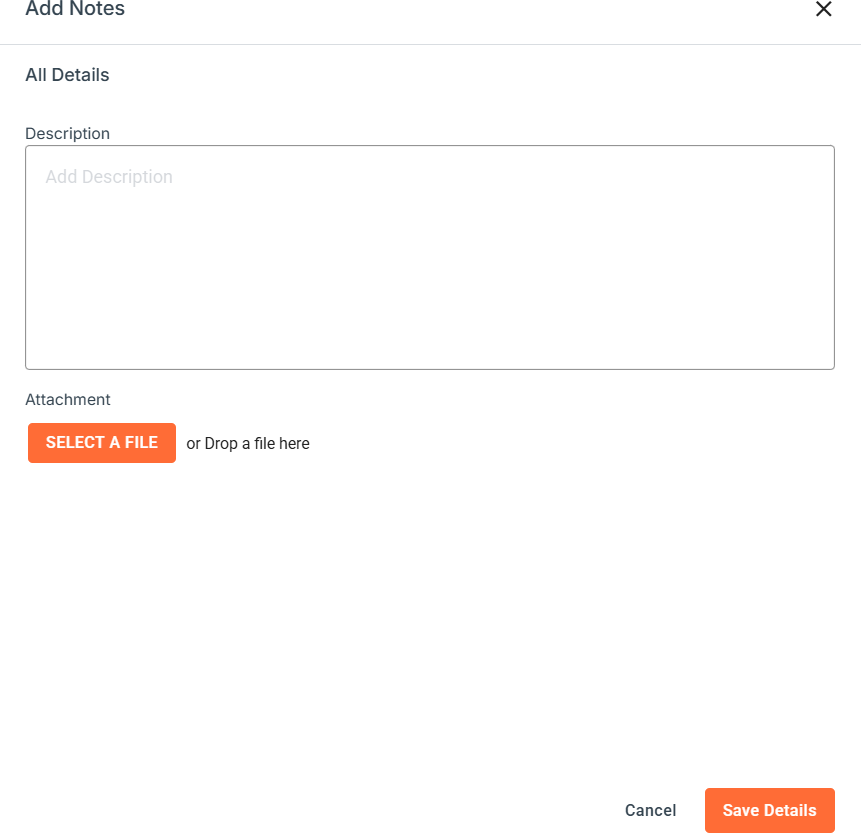 Add Notes
All Details
Description
Add Description
Attachment
SELECT A FILE or Drop a file here
Cancel Save Details